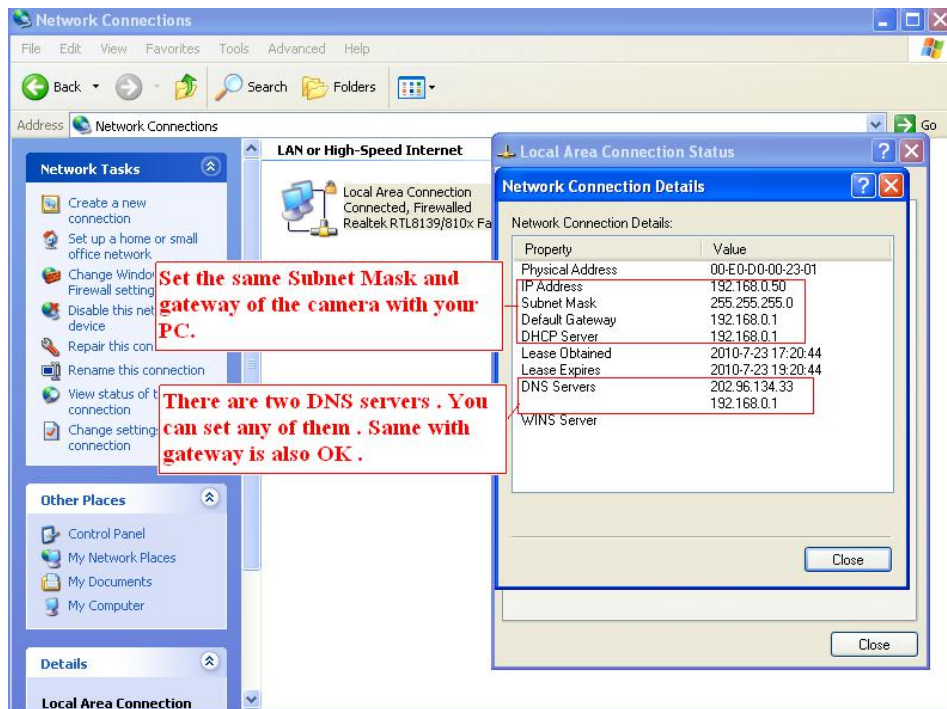 Network Connections
File Edit View Favorites Tools Advanced Help
Back Search Folders
Address Network Connections Go
Network Tasks
Create a new
connection
Set up a home or small
office network
Change Windo
Firewall setting
Disable this net
device
Repair this con
Rename this connection
View status of t
connection
Change setting
connection
Other Places
Control Panel
My Network Places
My Documents
My Computer
Details
Local Area Connection
LAN or High-Speed Internet
Local Area Connection
Connected, Firewalled
Realtek RTL8139/810x Fa
Set the same Subnet Mask and
gateway of the camera with your
PC.
There are two DNS servers . You
can set any of them . Same with
gateway is also OK .
Local Area Connection Status
Network Connection Details
Network Connection Details:
Property Value
Physical Address 00-E0-D0-00-23-01
IP Address 192.168.0.50
Subnet Mask 255.255.255.0
Default Gateway 192.168.0.1
DHCP Server 192.168.0.1
Lease Obtained 2010-7-23 17:20:44
Lease Expires 2010-7-23 19:20:44
DNS Servers 202.96.134.33
192.168.0.1
WINS Server
Close
Close